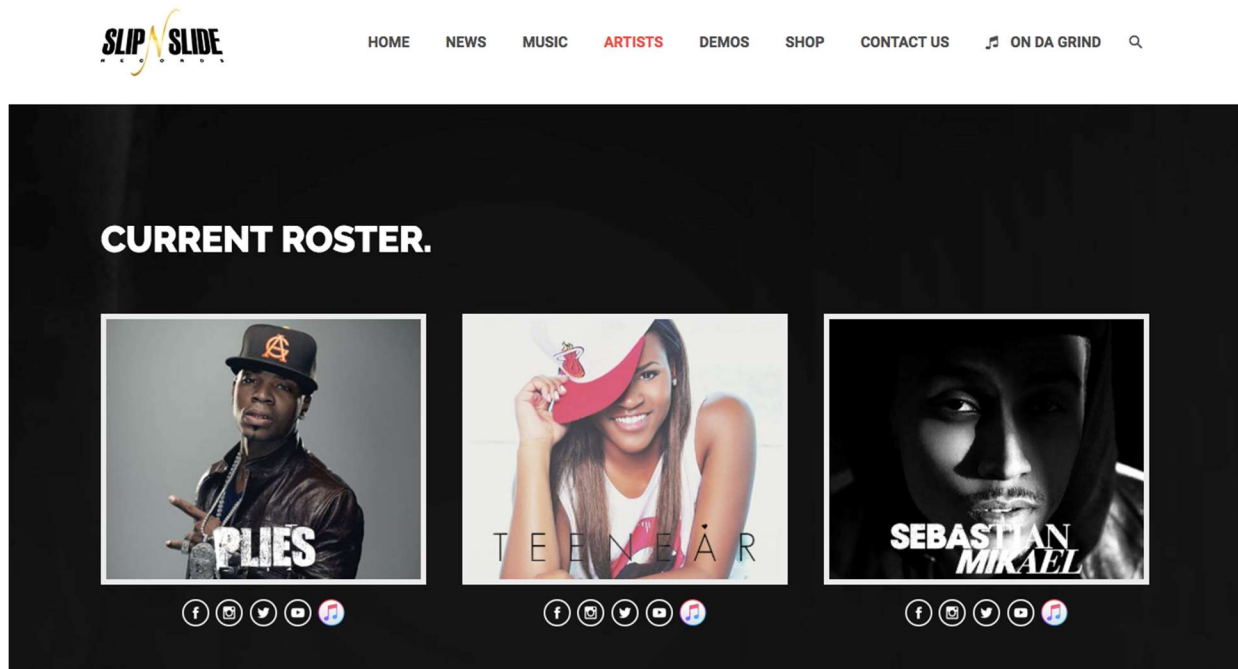 SLIP N SLIDE
RECORDS
HOME NEWS MUSIC ARTISTS DEMOS SHOP CONTACT US ON DA GRIND
CURRENT ROSTER.
PLIES
TEENEAR
SEBASTIAN
MIKAEL